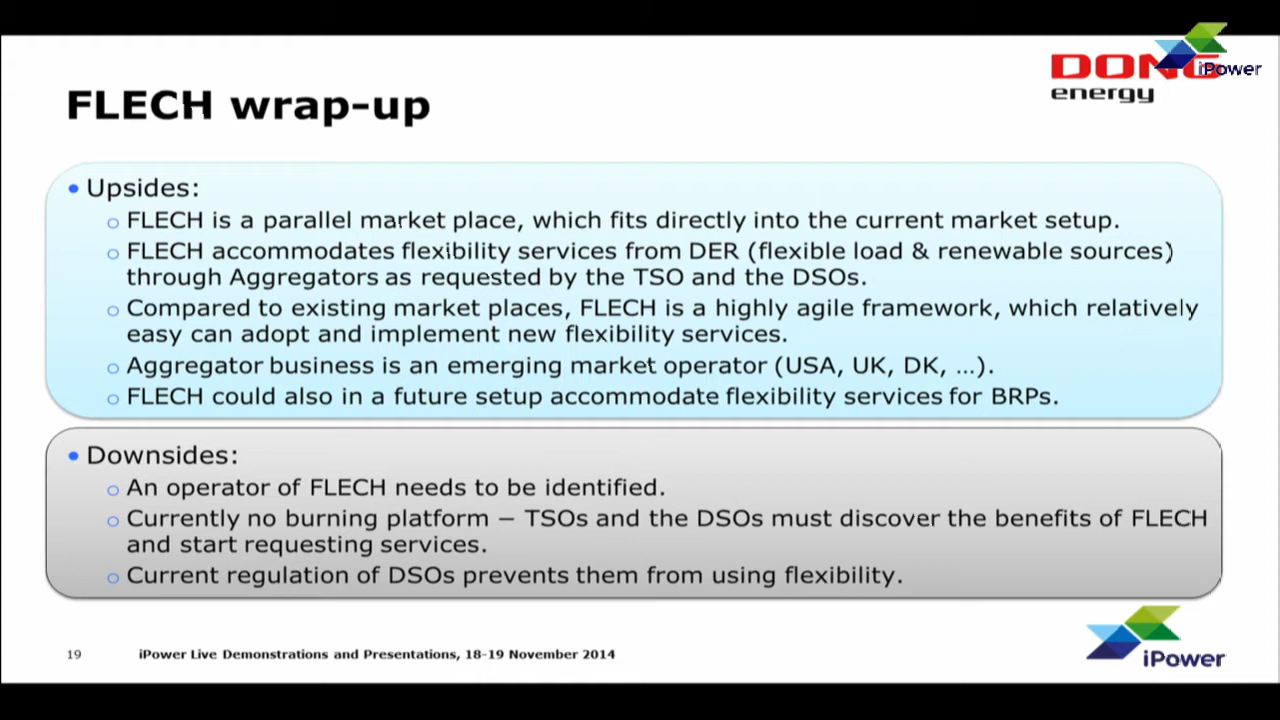 DONG
energy
iPower
FLECH wrap-up
• Upsides:
○ FLECH is a parallel market place, which fits directly into the current market setup.
○ FLECH accommodates flexibility services from DER (flexible load & renewable sources)
through Aggregators as requested by the TSO and the DSOs.
○ Compared to existing market places, FLECH is a highly agile framework, which relatively
easy can adopt and implement new flexibility services.
○ Aggregator business is an emerging market operator (USA, UK, DK, …).
○ FLECH could also in a future setup accommodate flexibility services for BRPs.
• Downsides:
○ An operator of FLECH needs to be identified.
○ Currently no burning platform – TSOs and the DSOs must discover the benefits of FLECH
and start requesting services.
○ Current regulation of DSOs prevents them from using flexibility.
19 iPower Live Demonstrations and Presentations, 18-19 November 2014
iPower